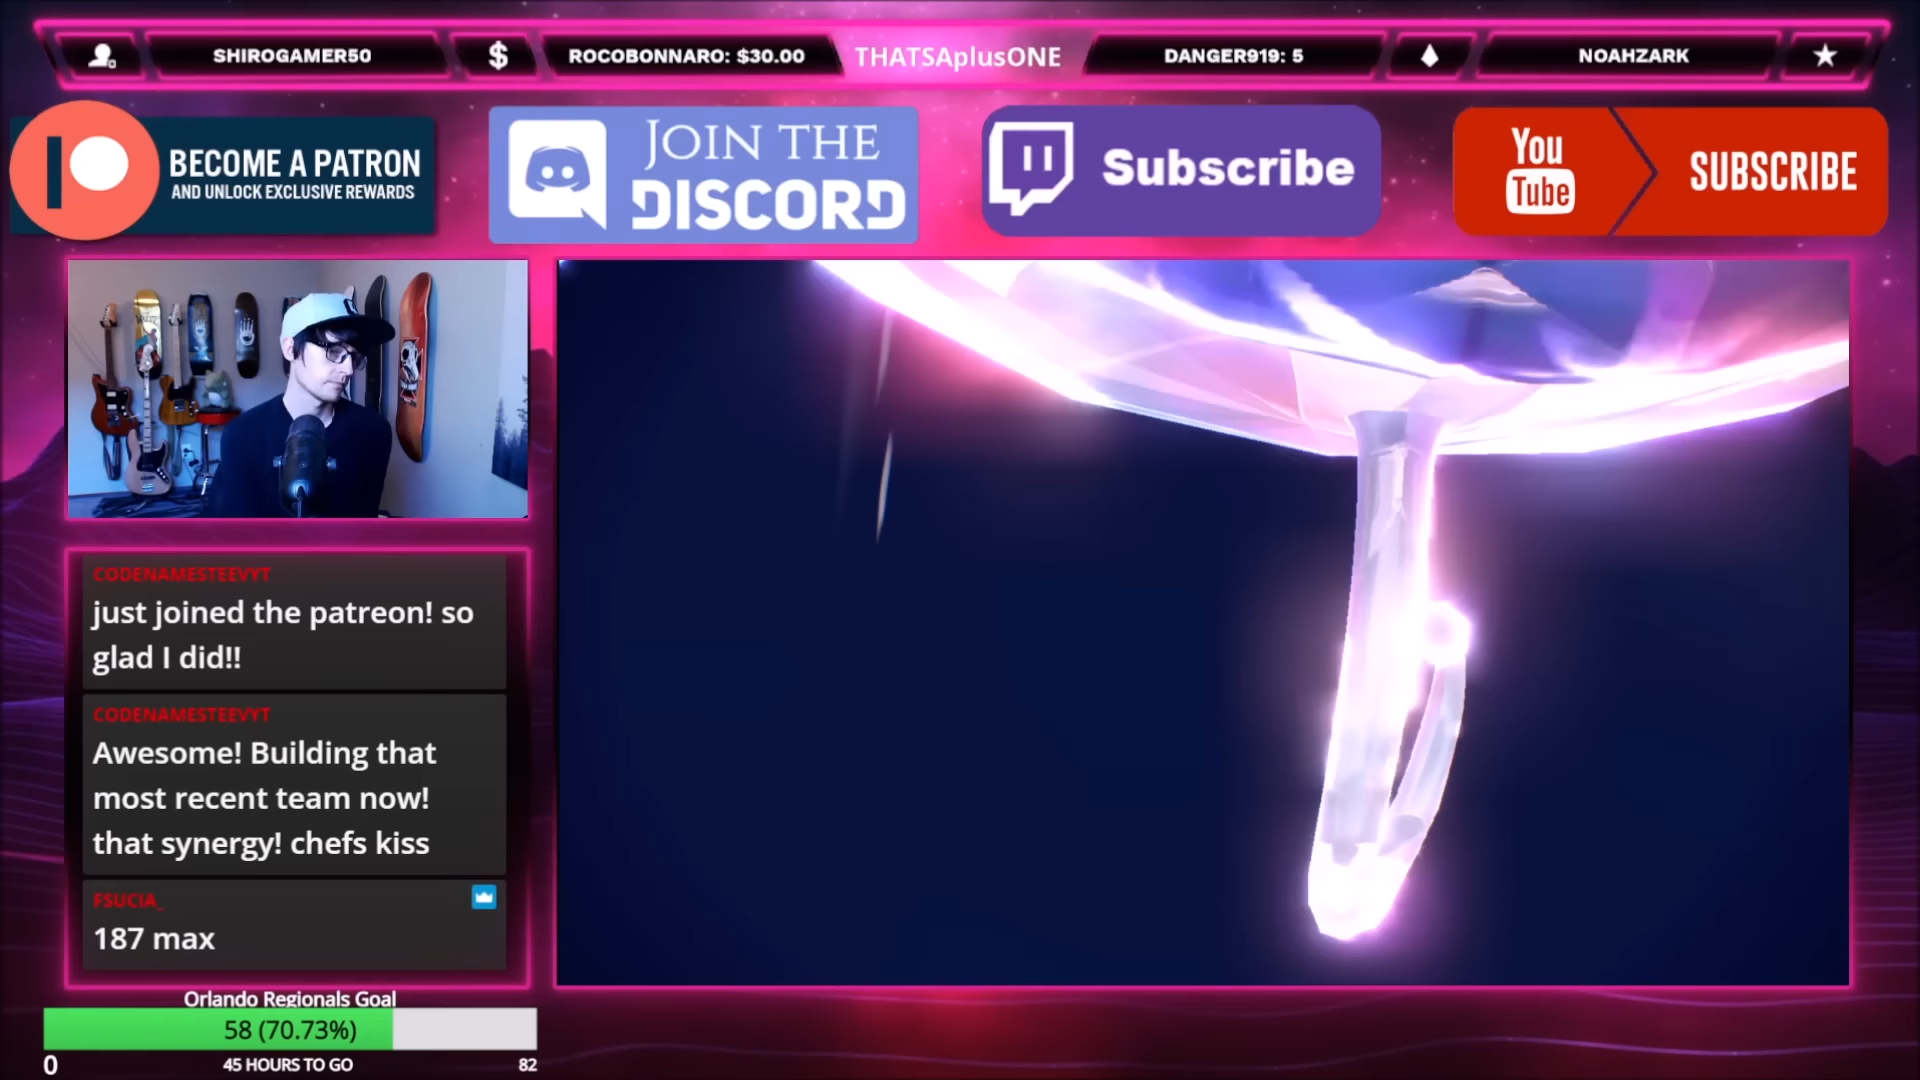 SHIROGAMER50
$
ROCOBONNARO: $30.00
THATSAplusONE
DANGER919: 5
NOAHZARK
BECOME A PATRON
AND UNLOCK EXCLUSIVE REWARDS
JOIN THE
DISCORD
Subscribe
You
Tube
SUBSCRIBE
CODENAMESTEEVYT
just joined the patreon! so
glad I did!!
CODENAMESTEEVYT
Awesome! Building that
most recent team now!
that synergy! chefs kiss
FSUCIA_
187 max
Orlando Regionals Goal
58 (70.73%)
0
45 HOURS TO GO
82